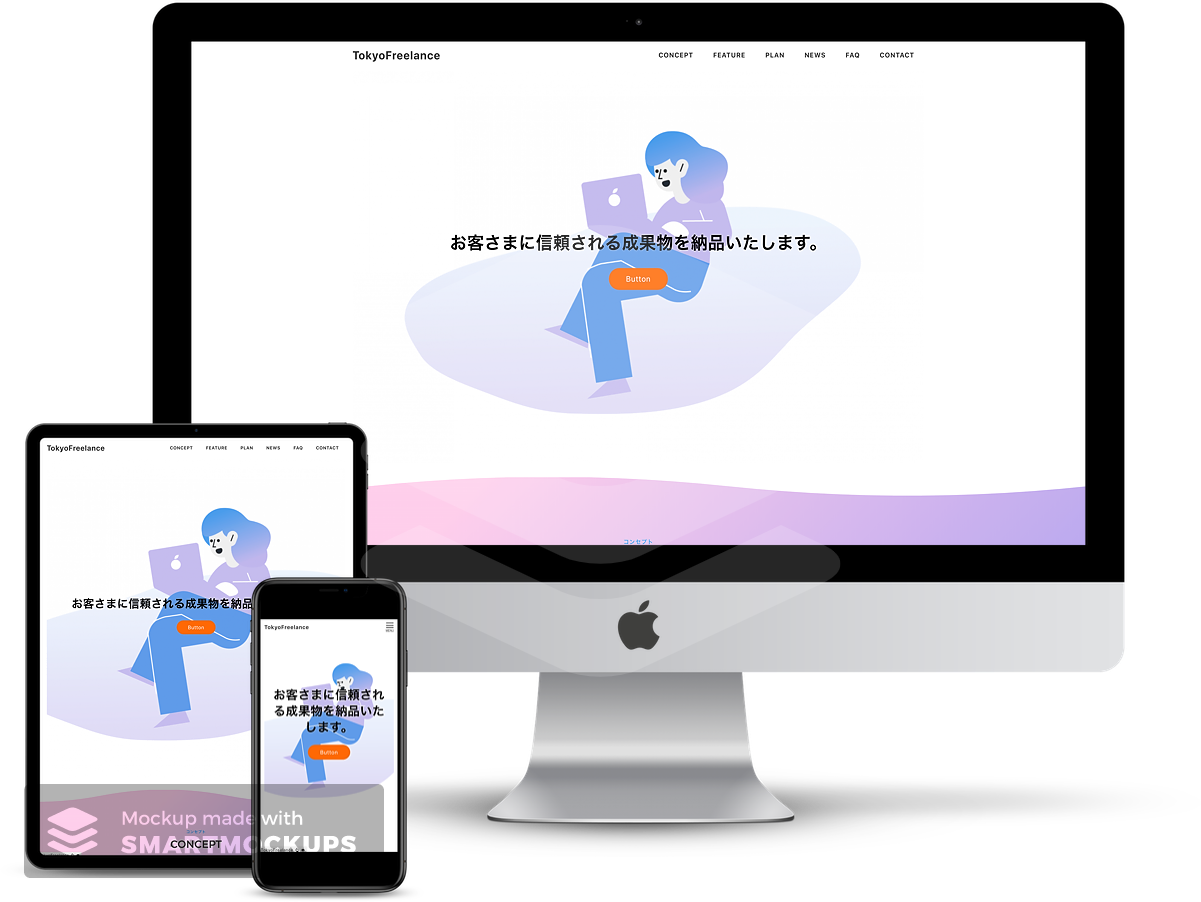 TokyoFreelance
CONCEPT FEATURE PLAN NEWS FAQ CONTACT
お客さまに信頼される成果物を納品いたします。
Button
コンセプト
TokyoFreelance
CONCEPT FEATURE PLAN NEWS FAQ CONTACT
お客さまに信頼される成果物を納品
Button
コンセプト
CONCEPT
TokyoFreelance
MENU
お客さまに信頼され
る成果物を納品いた
します。
Button
Mockup made with
SMARTMOCKUPS